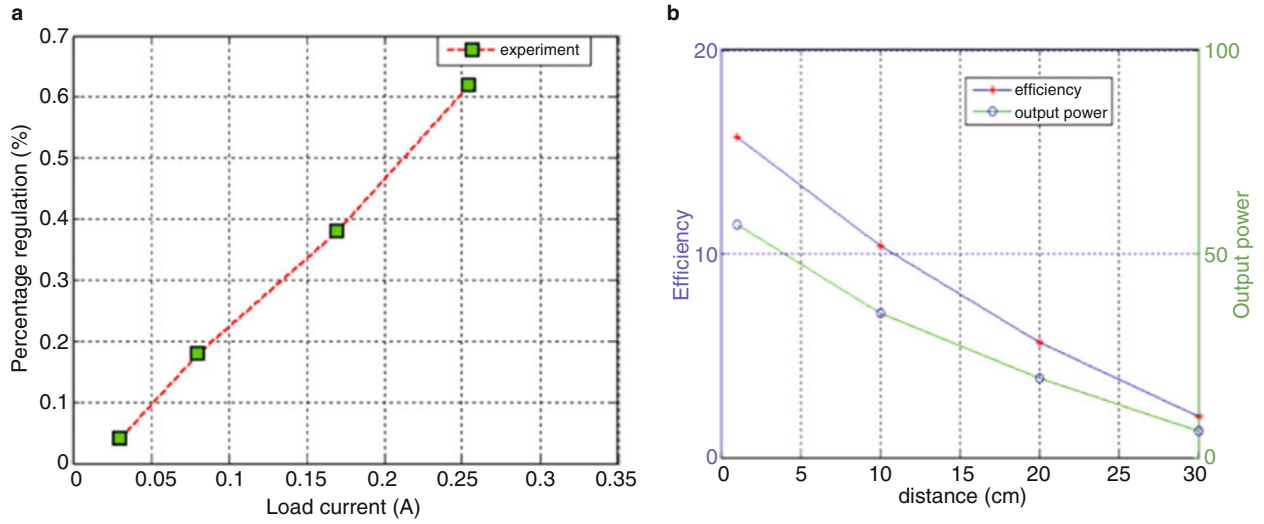 a
0.7
0.6
0.5
0.4
0.3
0.2
0.1
0
Percentage regulation (%)
experiment
0 0.05 0.1 0.15 0.2 0.25 0.3 0.35
Load current (A)
b
20
10
0
Efficiency
efficiency
output power
100
50
0
Output power
0 5 10 15 20 25 30
distance (cm)